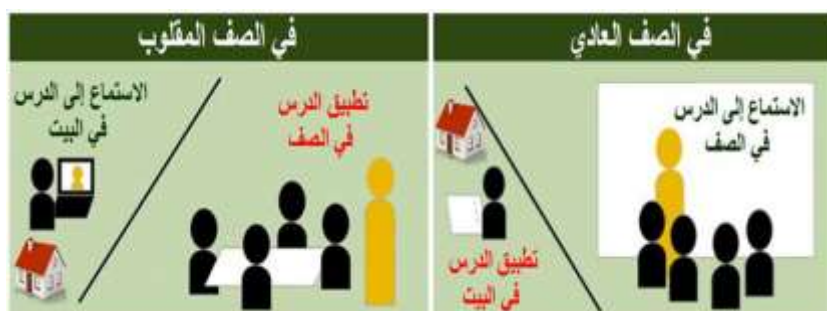 في الصف العادي
الاستماع إلى الدرس
في الصف
تطبيق الدرس
في البيت
في الصف المقلوب
تطبيق الدرس
في الصف
الاستماع إلى الدرس
في البيت